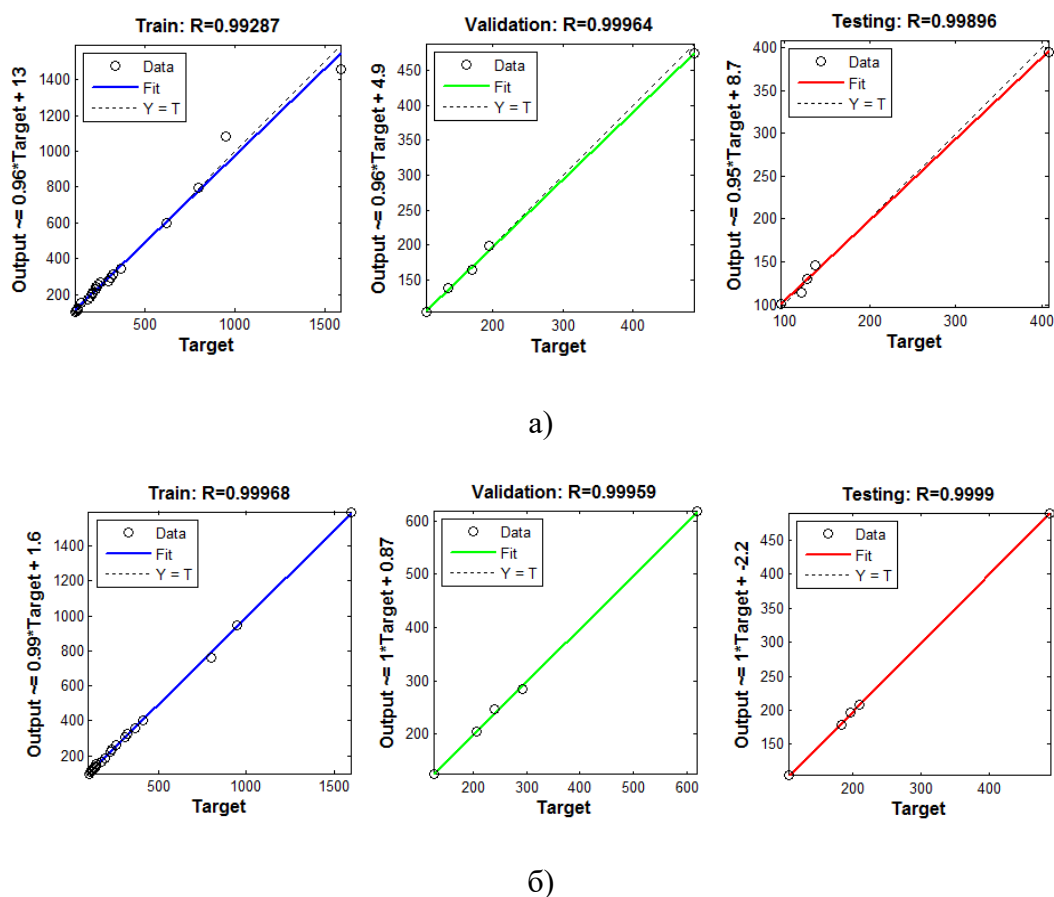 Train: R=0.99287
Output ~= 0.96*Target + 13
1400
1200
1000
800
600
400
200
Data
Fit
Y = T
500
1000
1500
Target
Validation: R=0.99964
Output ~= 0.96*Target + 4.9
450
400
350
300
250
200
150
Data
Fit
Y = T
200
300
400
Target
Testing: R=0.99896
Output ~= 0.95*Target + 8.7
400
350
300
250
200
150
100
Data
Fit
Y = T
100
200
300
400
Target
а)
Train: R=0.99968
Output ~= 0.99*Target + 1.6
1400
1200
1000
800
600
400
200
Data
Fit
Y = T
500
1000
1500
Target
Validation: R=0.99959
Output ~= 1*Target + 0.87
600
500
400
300
200
Data
Fit
Y = T
200
300
400
500
600
Target
Testing: R=0.9999
Output ~= 1*Target + -2.2
450
400
350
300
250
200
150
Data
Fit
Y = T
200
300
400
Target
б)